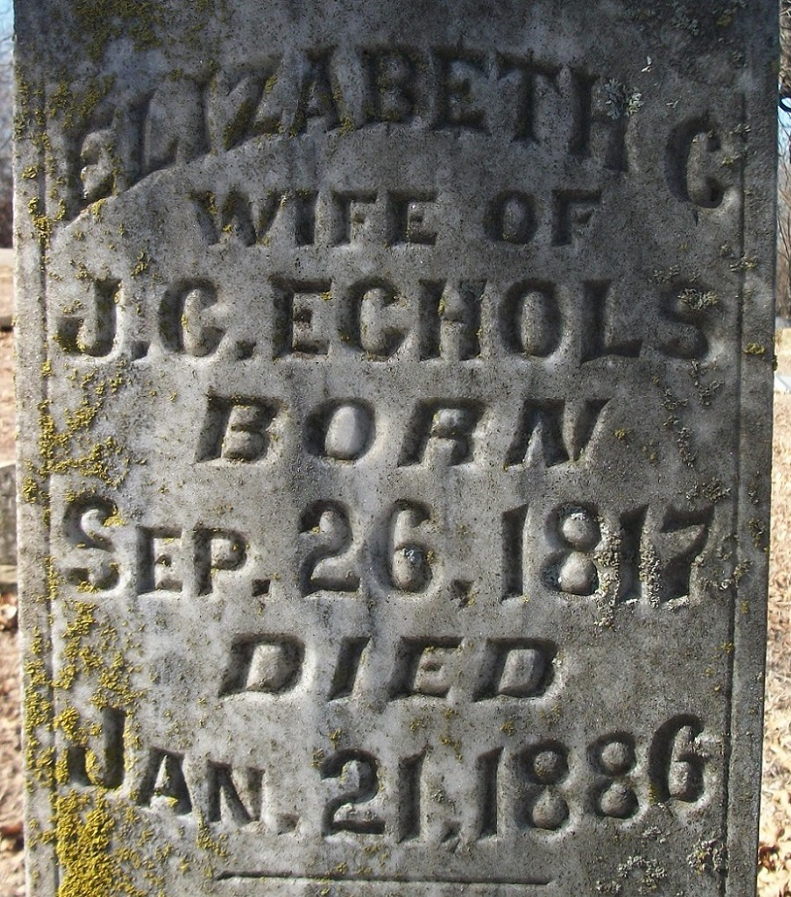 ELIZABETH C
WIFE OF
J.C. ECHOLS
BORN
SEP. 26, 1817
DIED
JAN. 21, 1886